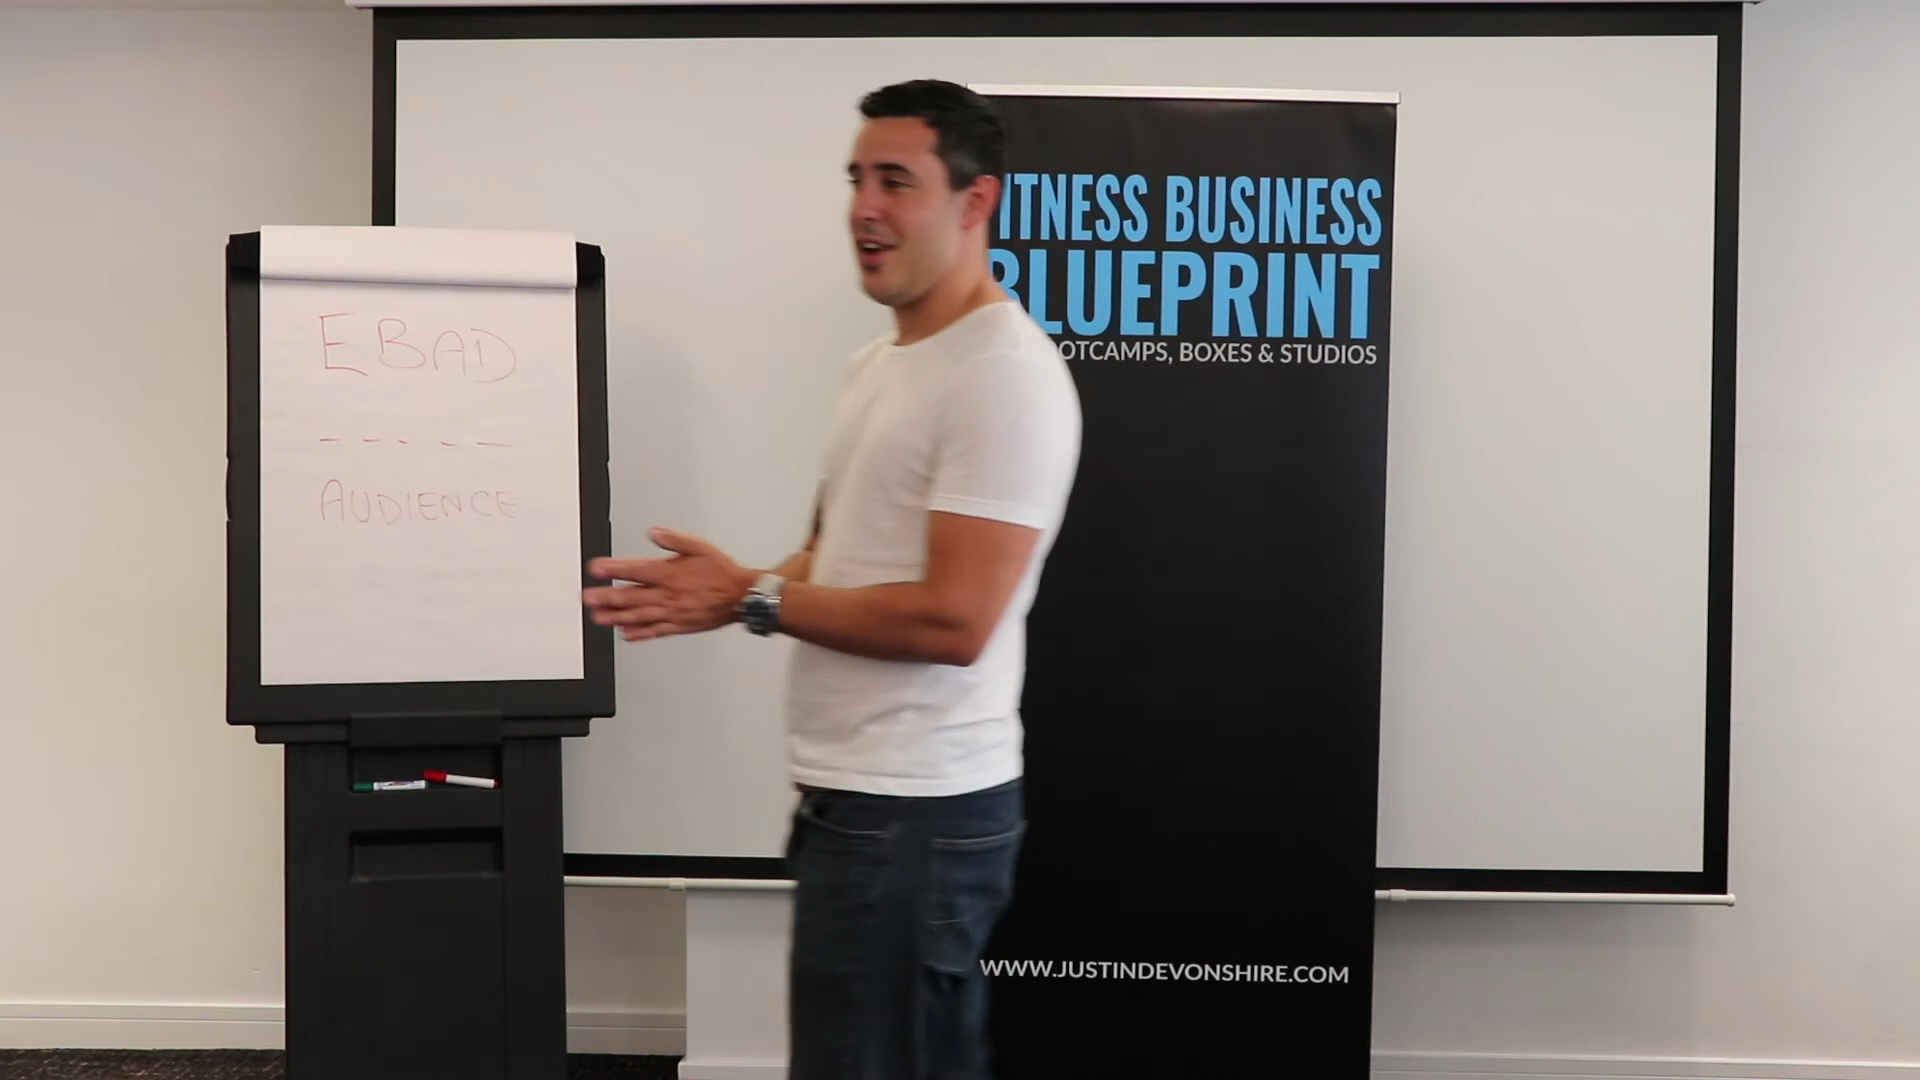 EBAD
- - - - -
AUDIENCE
ITNESS BUSINESS
BLUEPRINT
OTCAMPS, BOXES & STUDIOS
WWW.JUSTINDEVONSHIRE.COM